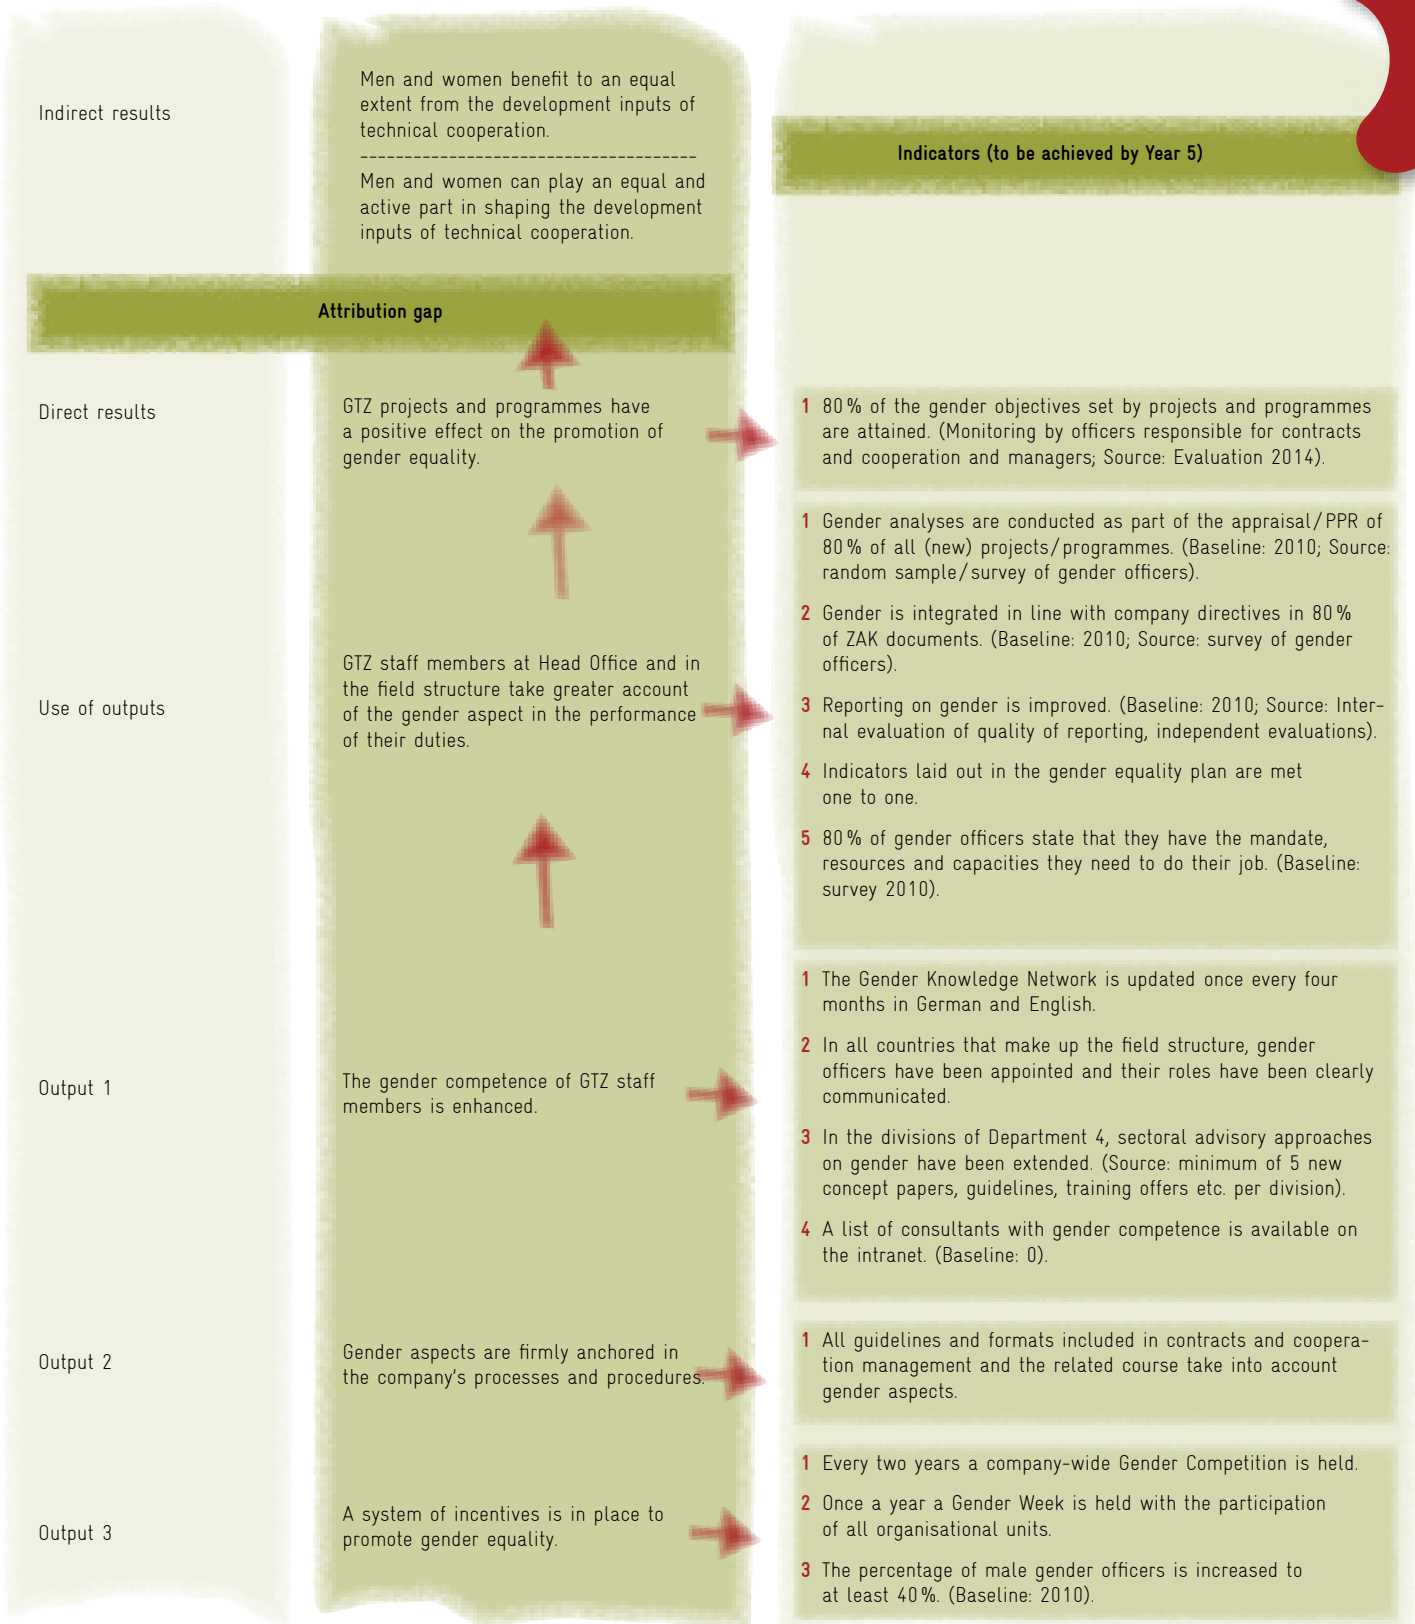 Indirect results
Men and women benefit to an equal
extent from the development inputs of
technical cooperation.
--------------------------------------
Men and women can play an equal and
active part in shaping the development
inputs of technical cooperation.
Indicators (to be achieved by Year 5)
Attribution gap
Direct results
GTZ projects and programmes have
a positive effect on the promotion of
gender equality.
1 80 % of the gender objectives set by projects and programmes
are attained. (Monitoring by officers responsible for contracts
and cooperation and managers; Source: Evaluation 2014).
Use of outputs
GTZ staff members at Head Office and in
the field structure take greater account
of the gender aspect in the performance
of their duties.
1 Gender analyses are conducted as part of the appraisal/PPR of
80 % of all (new) projects/programmes. (Baseline: 2010; Source:
random sample/survey of gender officers).
2 Gender is integrated in line with company directives in 80 %
of ZAK documents. (Baseline: 2010; Source: survey of gender
officers).
3 Reporting on gender is improved. (Baseline: 2010; Source: Inter-
nal evaluation of quality of reporting, independent evaluations).
4 Indicators laid out in the gender equality plan are met
one to one.
5 80 % of gender officers state that they have the mandate,
resources and capacities they need to do their job. (Baseline:
survey 2010).
Output 1
The gender competence of GTZ staff
members is enhanced.
1 The Gender Knowledge Network is updated once every four
months in German and English.
2 In all countries that make up the field structure, gender
officers have been appointed and their roles have been clearly
communicated.
3 In the divisions of Department 4, sectoral advisory approaches
on gender have been extended. (Source: minimum of 5 new
concept papers, guidelines, training offers etc. per division).
4 A list of consultants with gender competence is available on
the intranet. (Baseline: 0).
Output 2
Gender aspects are firmly anchored in
the company's processes and procedures.
1 All guidelines and formats included in contracts and coopera-
tion management and the related course take into account
gender aspects.
Output 3
A system of incentives is in place to
promote gender equality.
1 Every two years a company-wide Gender Competition is held.
2 Once a year a Gender Week is held with the participation
of all organisational units.
3 The percentage of male gender officers is increased to
at least 40%. (Baseline: 2010).